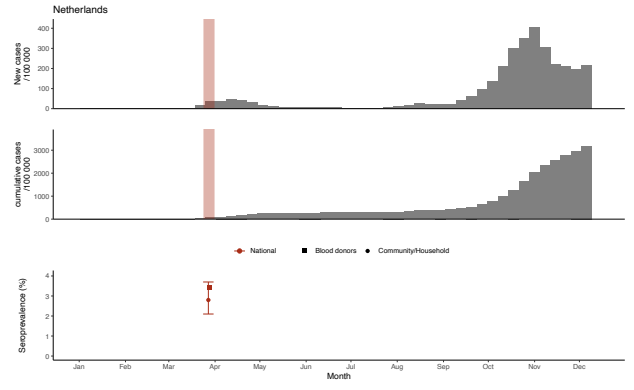 Netherlands
New cases
/100 000
400
300
200
100
0
cumulative cases
/100 000
3000
2000
1000
0
National Blood donors Community/Household
Seroprevalence (%)
4
3
2
1
0
Jan Feb Mar Apr May Jun Jul Aug Sep Oct Nov Dec
Month